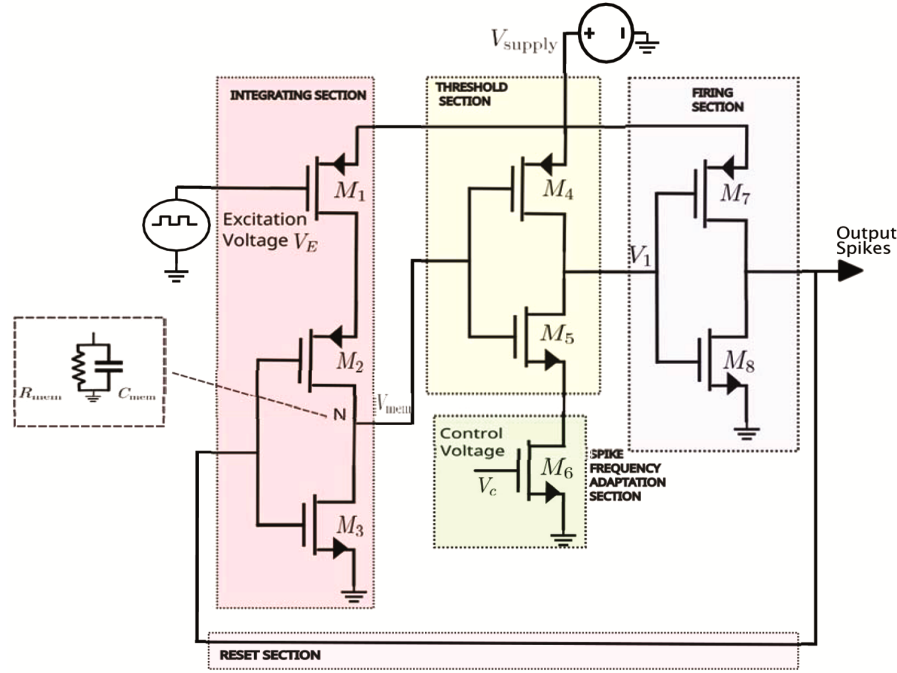 V_supply
+
INTEGRATING SECTION
THRESHOLD
SECTION
FIRING
SECTION
M_1
M_4
M_7
Excitation
Voltage V_E
Output
Spikes
V_1
M_2
M_5
M_8
R_mem
C_mem
N
V_mem
Control
Voltage
V_c
M_6
SPIKE
FREQUENCY
ADAPTATION
SECTION
M_3
RESET SECTION